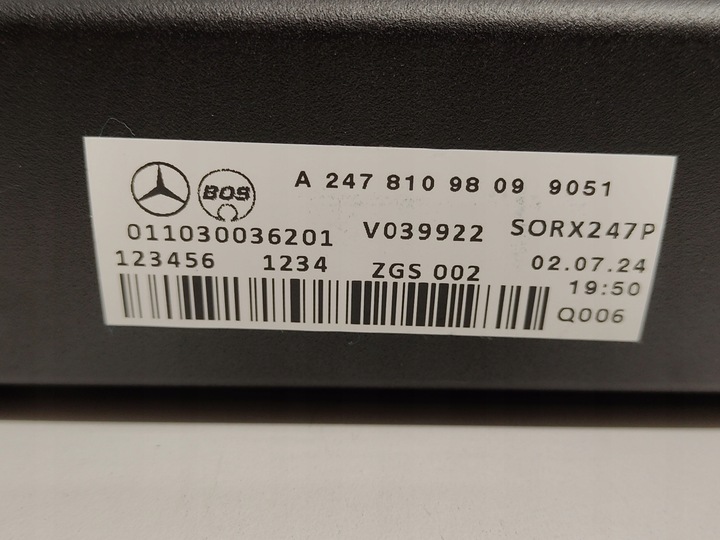 BOS A 247 810 98 09 9051
011030036201 V039922 SORX247P
123456 1234 ZGS 002 02.07.24
19:50
Q006